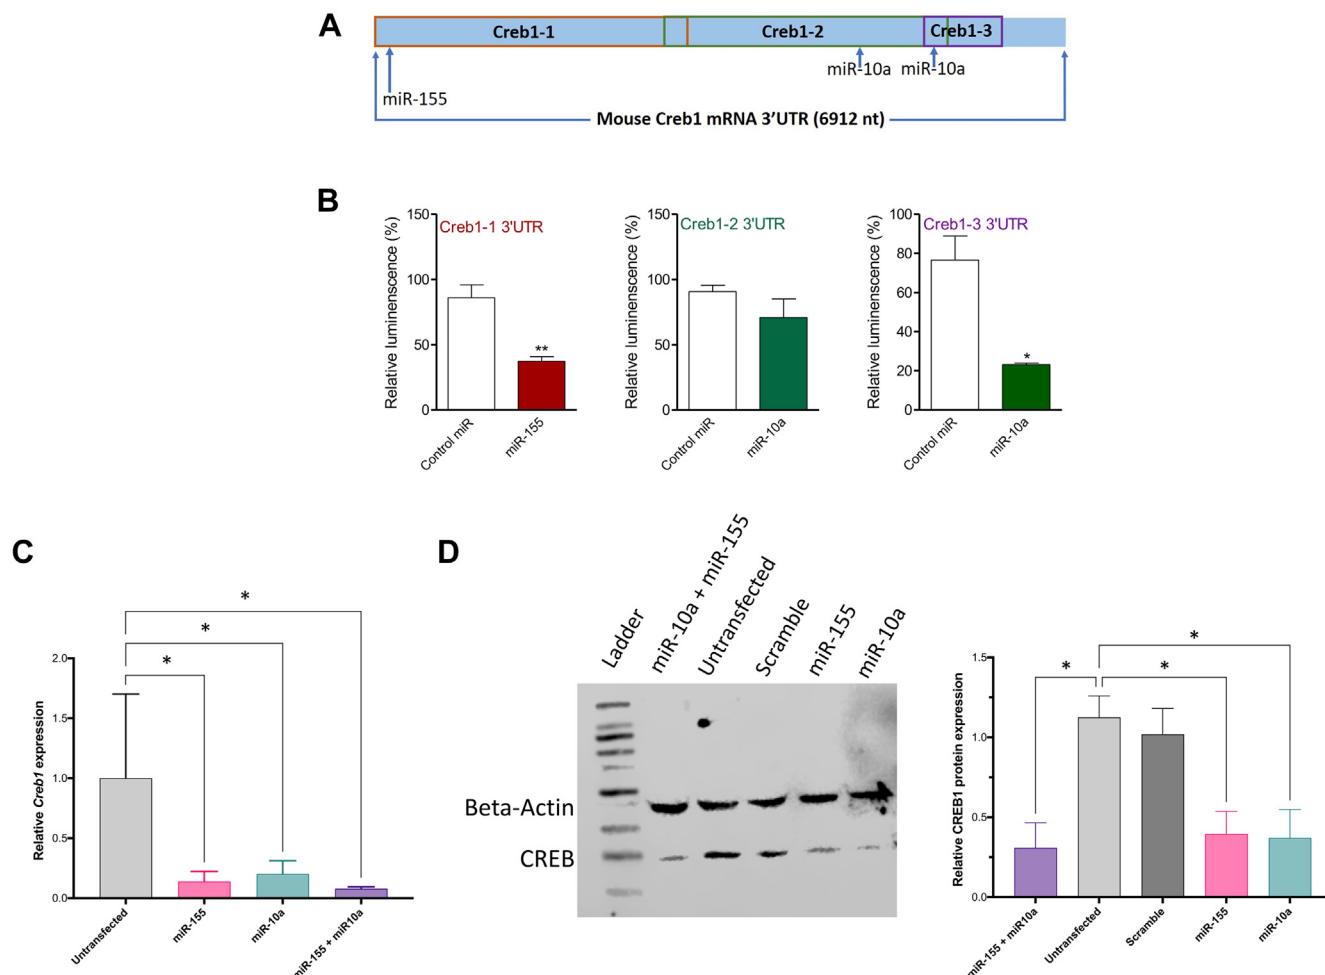 A
Creb1-1
Creb1-2
Creb1-3
miR-155
miR-10a
miR-10a
Mouse Creb1 mRNA 3’UTR (6912 nt)
B
Relative luminenscence (%)
150
100
50
0
Creb1-1 3'UTR
**
Control miR
miR-155
Relative luminenscence (%)
150
100
50
0
Creb1-2 3'UTR
Control miR
miR-10a
Relative luminenscence (%)
100
80
60
40
20
0
Creb1-3 3'UTR
*
Control miR
miR-10a
C
Relative Creb1 expression
2.0
1.5
1.0
0.5
0.0
*
*
*
Untransfected
miR-155
miR-10a
miR-155 + miR10a
D
Ladder
miR-10a + miR-155
Untransfected
Scramble
miR-155
miR-10a
Beta-Actin
CREB
Relative CREB1 protein expression
1.5
1.0
0.5
0.0
*
*
*
miR-155 + miR10a
Untransfected
Scramble
miR-155
miR-10a